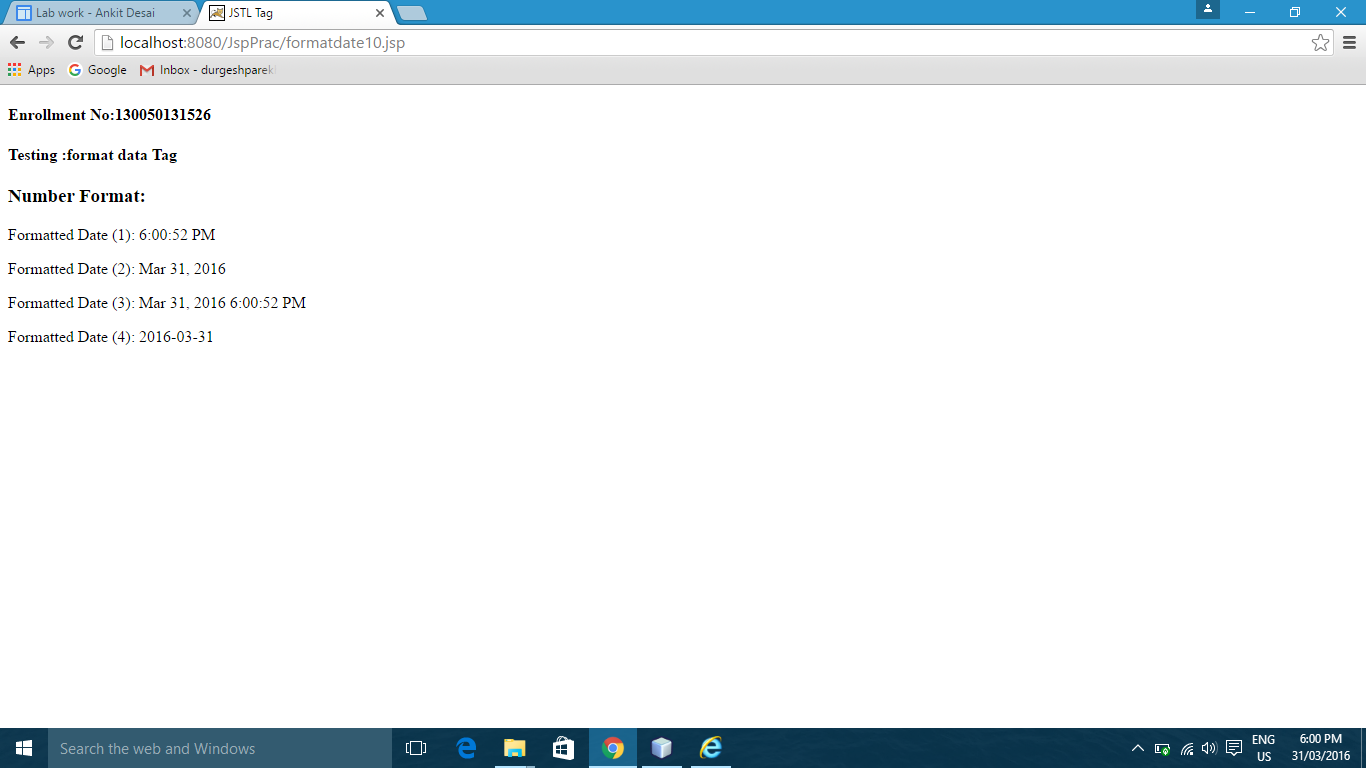 Lab work - Ankit Desai
JSTL Tag
localhost:8080/JspPrac/formatdate10.jsp
Apps
Google
Inbox - durgeshparek
Enrollment No:130050131526
Testing :format data Tag
Number Format:
Formatted Date (1): 6:00:52 PM
Formatted Date (2): Mar 31, 2016
Formatted Date (3): Mar 31, 2016 6:00:52 PM
Formatted Date (4): 2016-03-31
Search the web and Windows
ENG
US
6:00 PM
31/03/2016